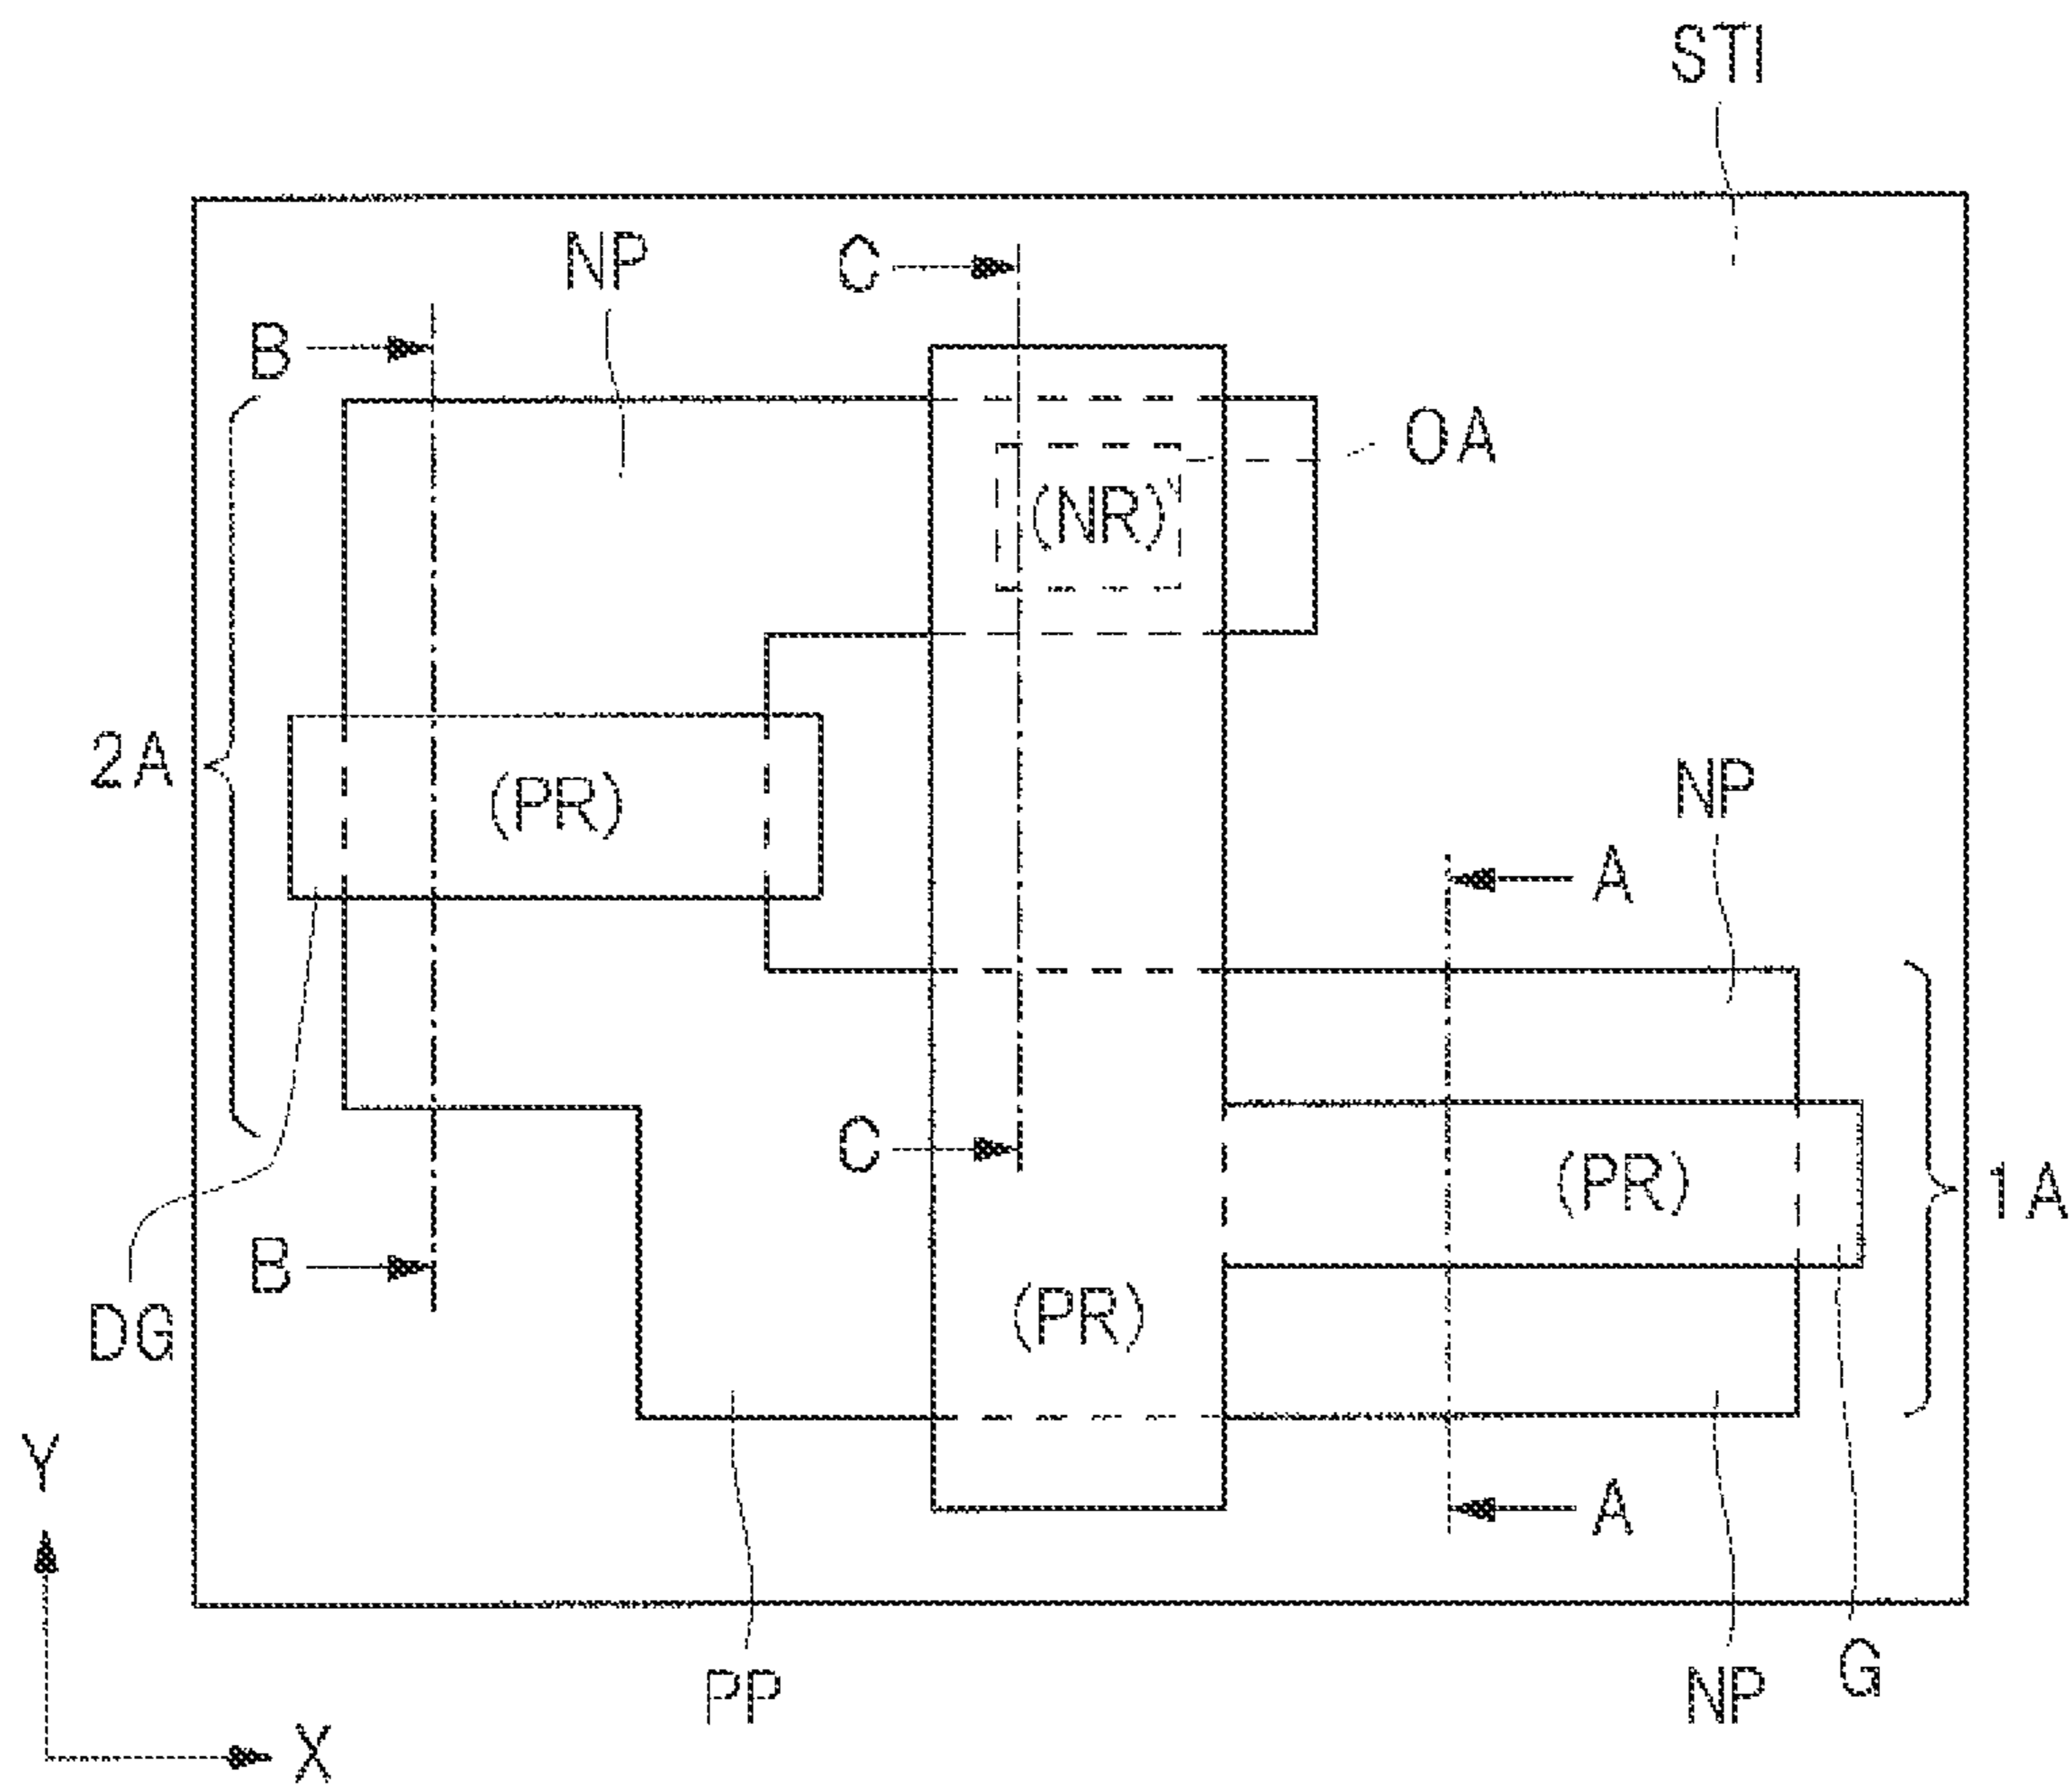 STI
NP
C
B
OA
(NR)
2A
(PR)
NP
A
C
(PR)
1A
B
(PR)
DG
Y
A
PP
NP
G
X